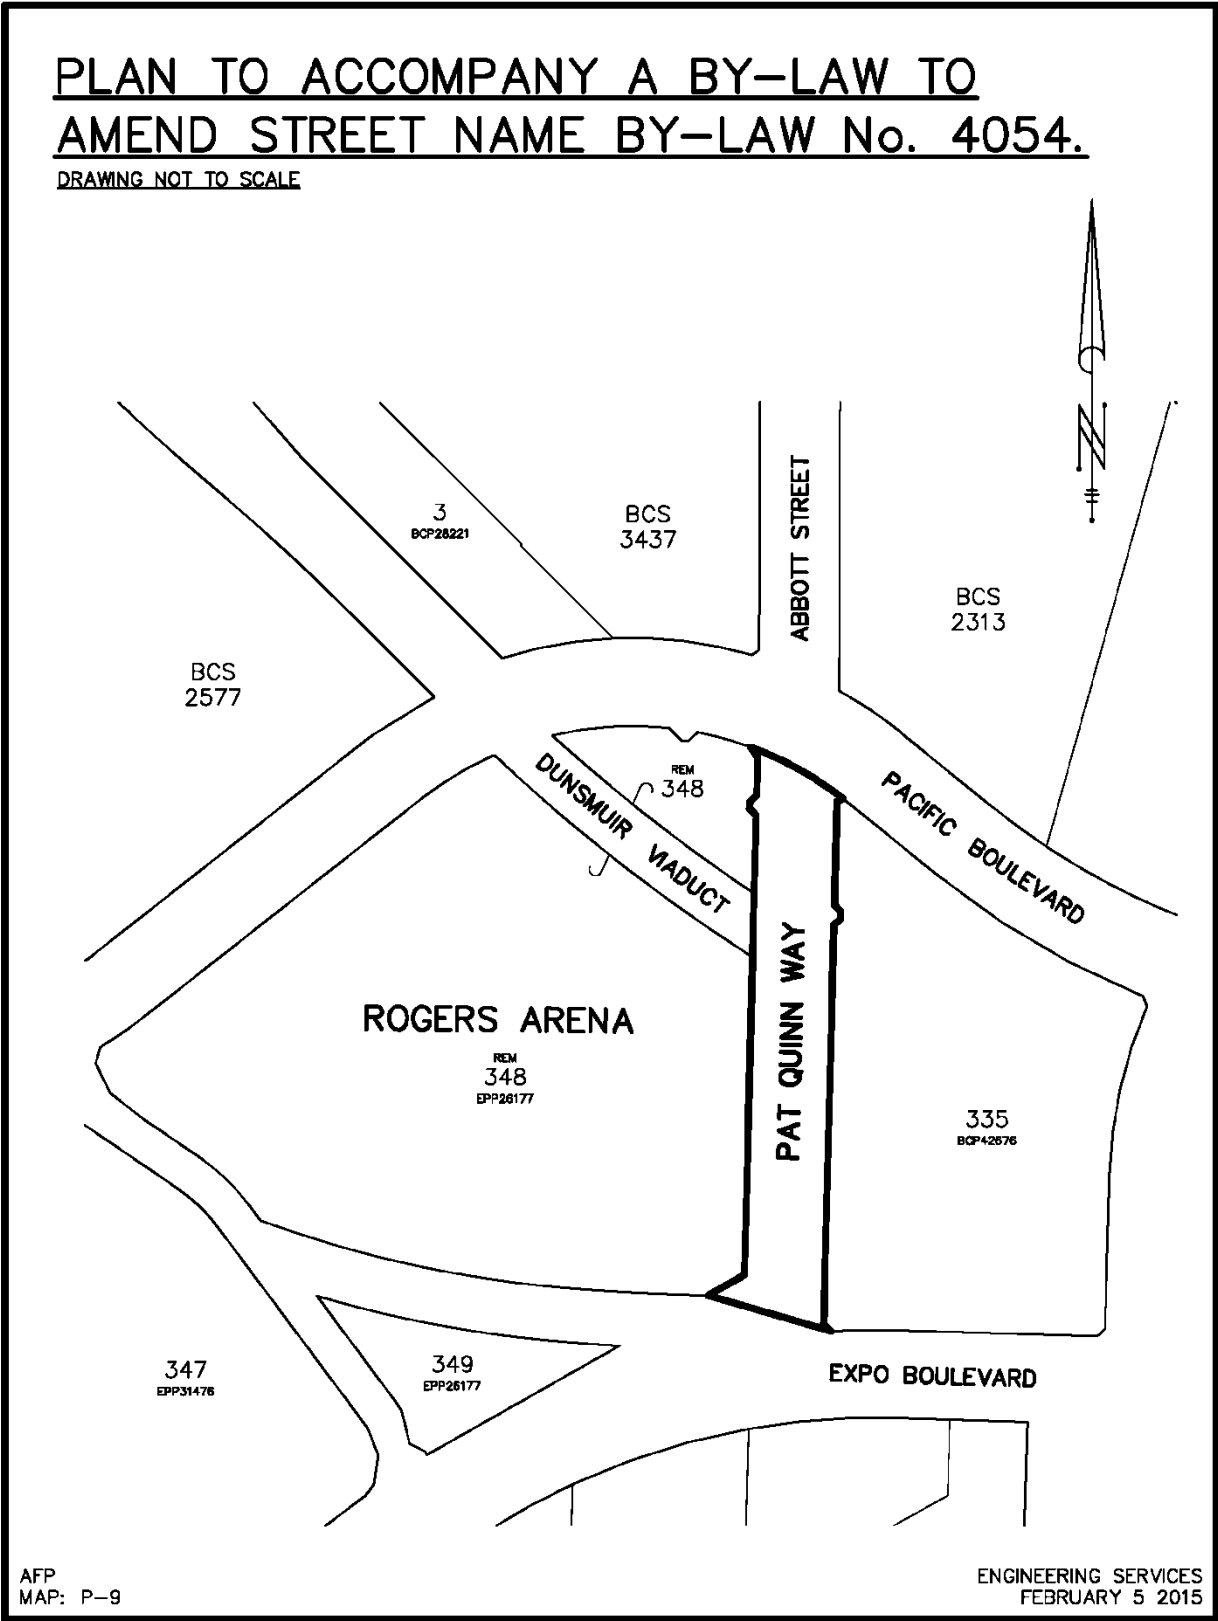 PLAN TO ACCOMPANY A BY-LAW TO
AMEND STREET NAME BY-LAW No. 4054.
DRAWING NOT TO SCALE
N
3
BCP26221
BCS
3437
ABBOTT STREET
BCS
2313
BCS
2577
DUNSMUIR VIADUCT
REM
348
PACIFIC BOULEVARD
PAT QUINN WAY
ROGERS ARENA
REM
348
EPP26177
335
BCP42676
347
EPP31476
349
EPP26177
EXPO BOULEVARD
AFP
MAP: P-9
ENGINEERING SERVICES
FEBRUARY 5 2015